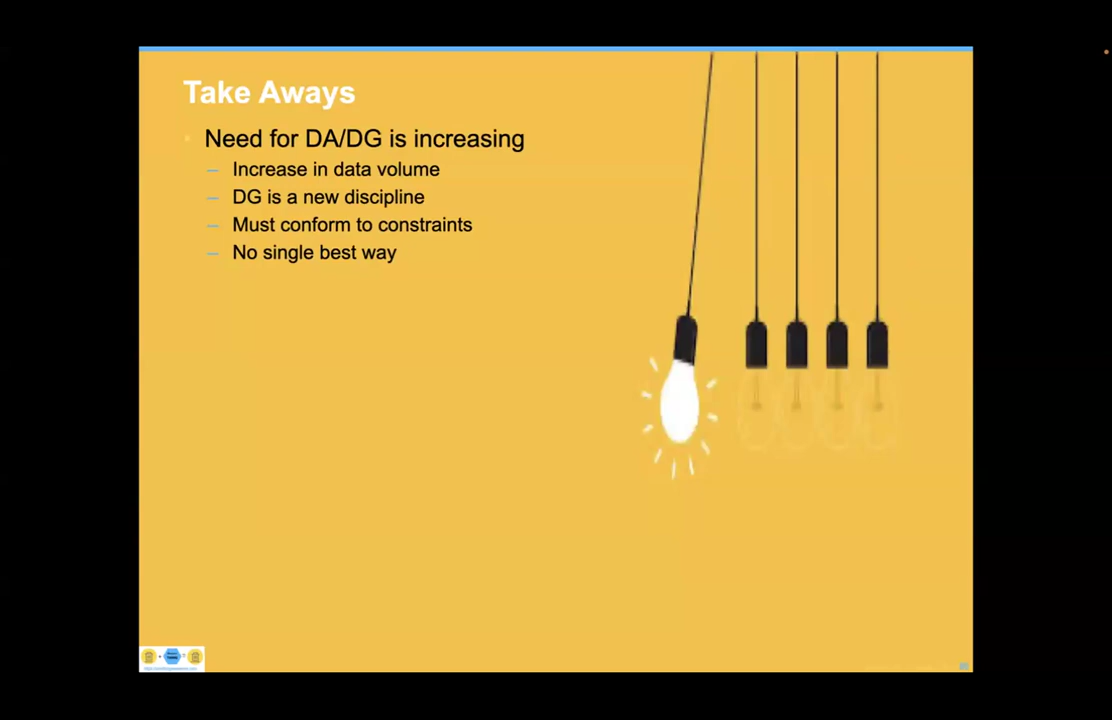 Take Aways
Need for DA/DG is increasing
– Increase in data volume
– DG is a new discipline
– Must conform to constraints
– No single best way